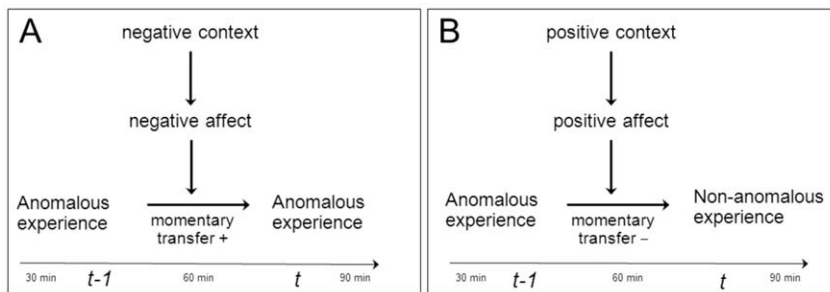 A
negative context
negative affect
Anomalous
experience
momentary
transfer +
Anomalous
experience
30 min
t-1
60 min
t
90 min
B
positive context
positive affect
Anomalous
experience
momentary
transfer –
Non-anomalous
experience
30 min
t-1
60 min
t
90 min